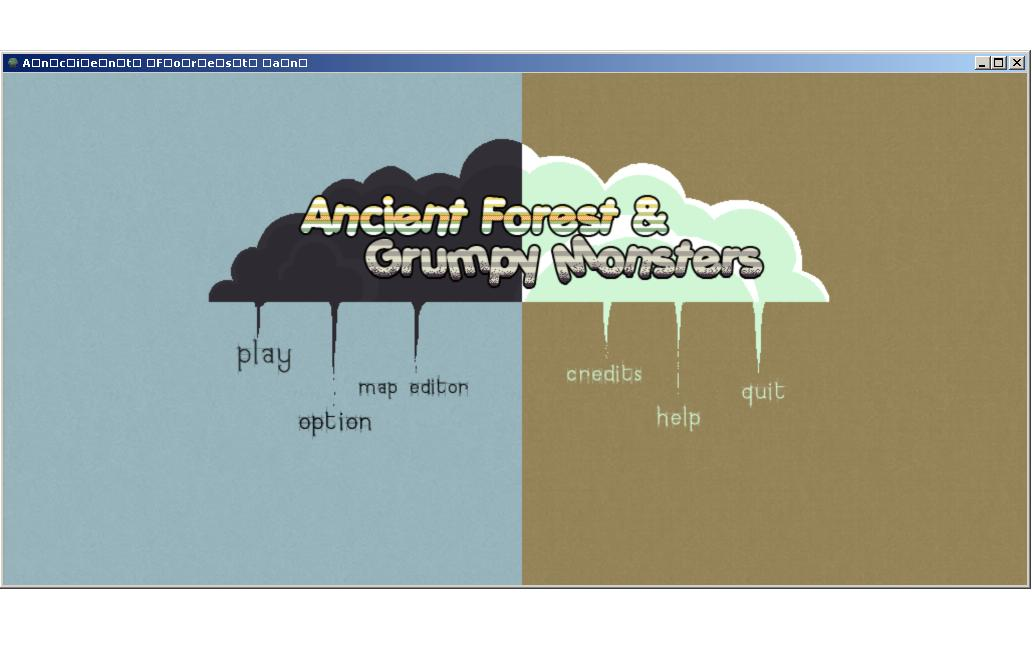 A□n□c□i□e□n□t□ □F□o□r□e□s□t□ □a□n□
Ancient Forest &
Grumpy Monsters
play
map editor
option
credits
help
quit